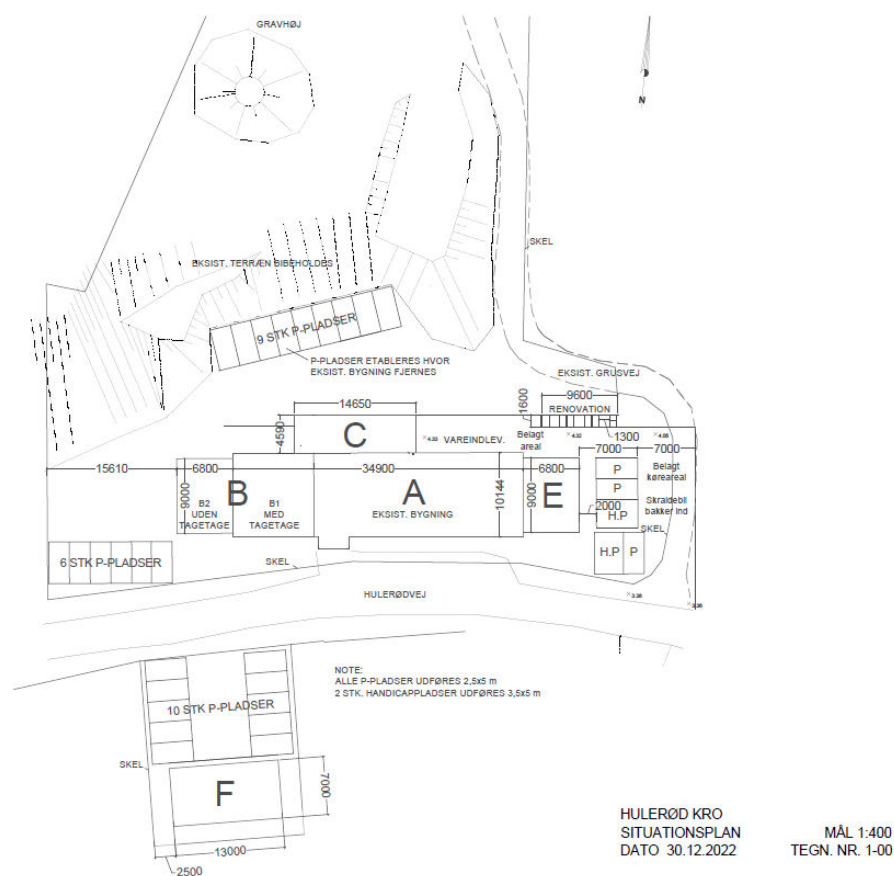 GRAVHØJ
N
SKEL
EKSIST. TERRÆN BIBEHOLDES
9 STK P-PLADSER
P-PLADSER ETABLERES HVOR
EKSIST. BYGNING FJERNES
EKSIST. GRUSVEJ
14650
1600
9600
RENOVATION
4590
C
4.33
VAREINDLEV.
Belagt
areal
1300
7000
7000
15610
6800
34900
6800
P
Belagt
køreareal
P
9000
B
B2
UDEN
TAGETAGE
B1
MED
TAGETAGE
A
EKSIST. BYGNING
10144
9000
E
2000
Skraldebil
bakker ind
H.P
SKEL
H.P
P
6 STK P-PLADSER
SKEL
HULERØDVEJ
NOTE:
ALLE P-PLADSER UDFØRES 2,5x5 m
2 STK. HANDICAPPLADSER UDFØRES 3,5x5 m
10 STK P-PLADSER
SKEL
F
7000
13000
2500
HULERØD KRO
SITUATIONSPLAN
MÅL 1:400
DATO 30.12.2022
TEGN. NR. 1-00